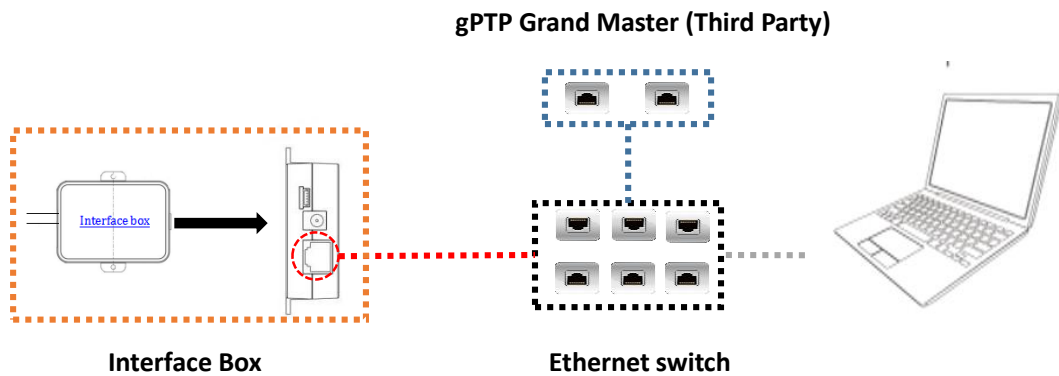 gPTP Grand Master (Third Party)
Interface box
Interface Box
Ethernet switch